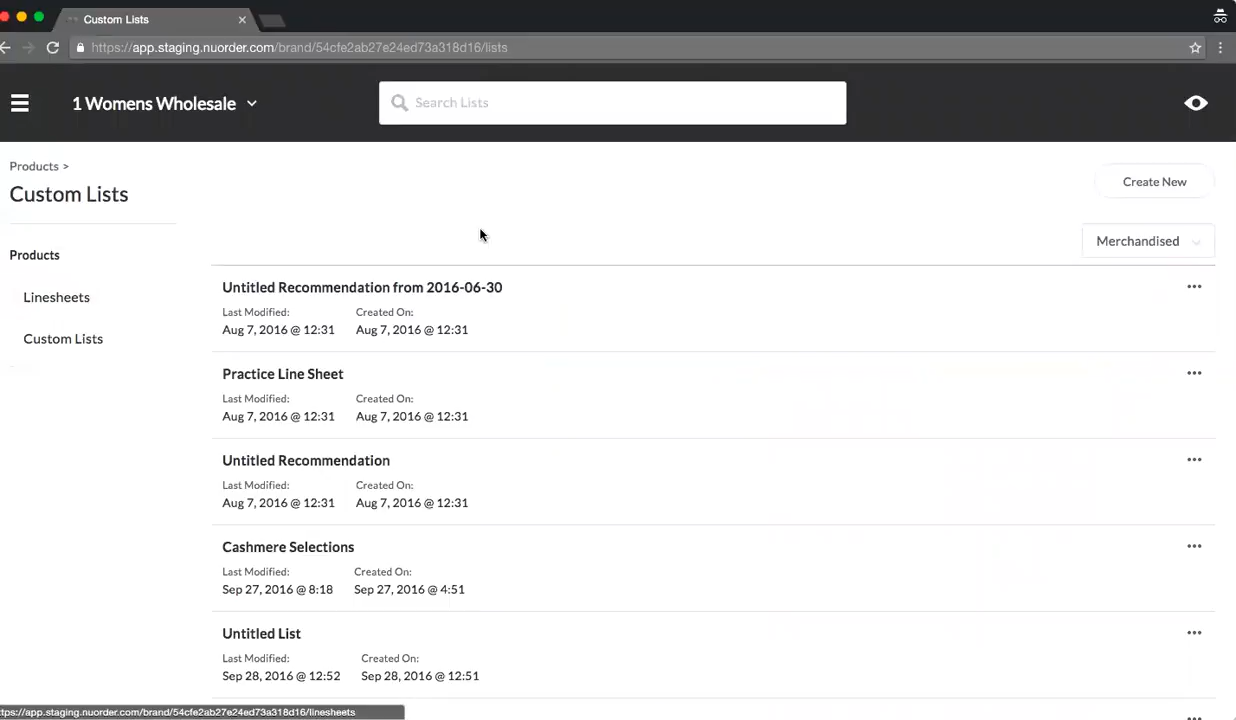 Custom Lists
https://app.staging.nuorder.com/brand/54cfe2ab27e24ed73a318d16/lists
1 Womens Wholesale
Search Lists
Products >
Custom Lists
Create New
Merchandised
Products
Linesheets
Custom Lists
Untitled Recommendation from 2016-06-30
Last Modified: Created On:
Aug 7, 2016 @ 12:31 Aug 7, 2016 @ 12:31
Practice Line Sheet
Last Modified: Created On:
Aug 7, 2016 @ 12:31 Aug 7, 2016 @ 12:31
Untitled Recommendation
Last Modified: Created On:
Aug 7, 2016 @ 12:31 Aug 7, 2016 @ 12:31
Cashmere Selections
Last Modified: Created On:
Sep 27, 2016 @ 8:18 Sep 27, 2016 @ 4:51
Untitled List
Last Modified: Created On:
Sep 28, 2016 @ 12:52 Sep 28, 2016 @ 12:51
ttps://app.staging.nuorder.com/brand/54cfe2ab27e24ed73a318d16/linesheets